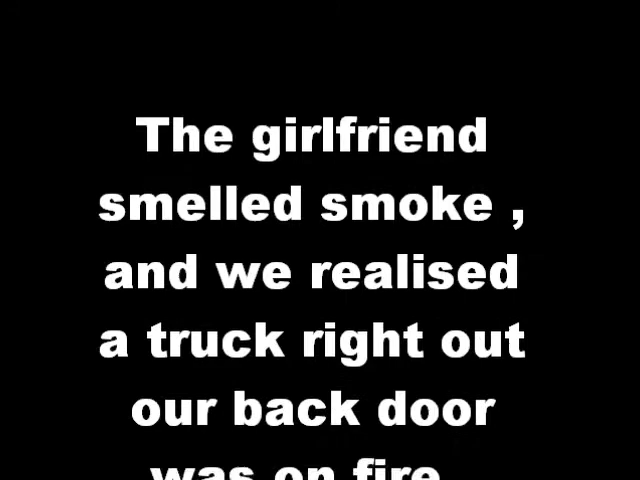 The girlfriend
smelled smoke ,
and we realised
a truck right out
our back door
was on fire